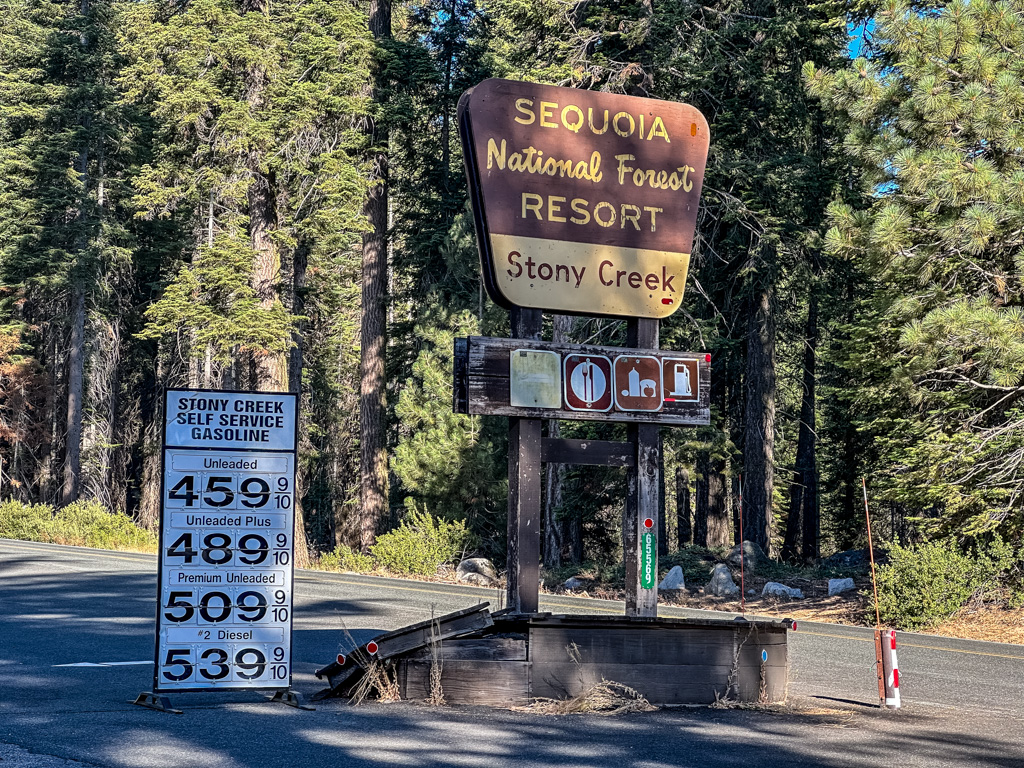 SEQUOIA
National Forest
RESORT
Stony Creek
STONY CREEK
SELF SERVICE
GASOLINE
Unleaded
459 9/10
Unleaded Plus
489 9/10
Premium Unleaded
509 9/10
#2 Diesel
539 9/10
65569